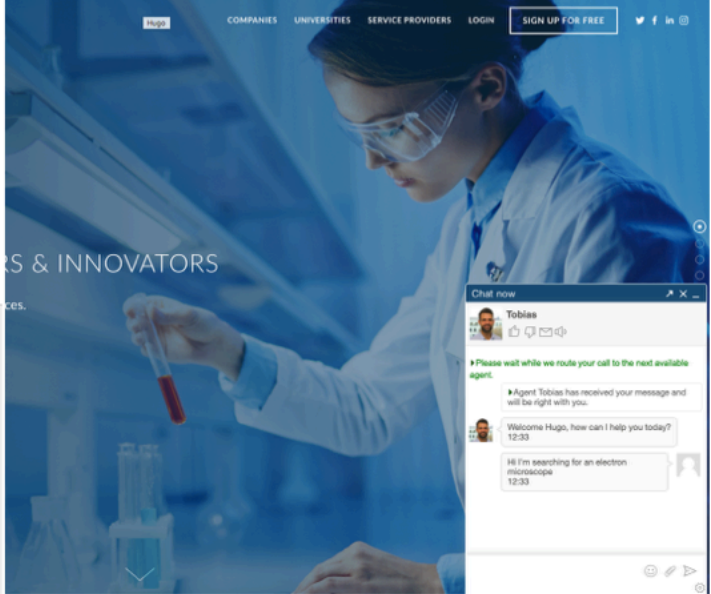 Hugo
COMPANIES UNIVERSITIES SERVICE PROVIDERS LOGIN SIGN UP FOR FREE
RS & INNOVATORS
ces.
Chat now
Tobias
Please wait while we route your call to the next available
agent.
Agent Tobias has received your message and
will be right with you.
Welcome Hugo, how can I help you today?
12:33
Hi I'm searching for an electron
microscope
12:33